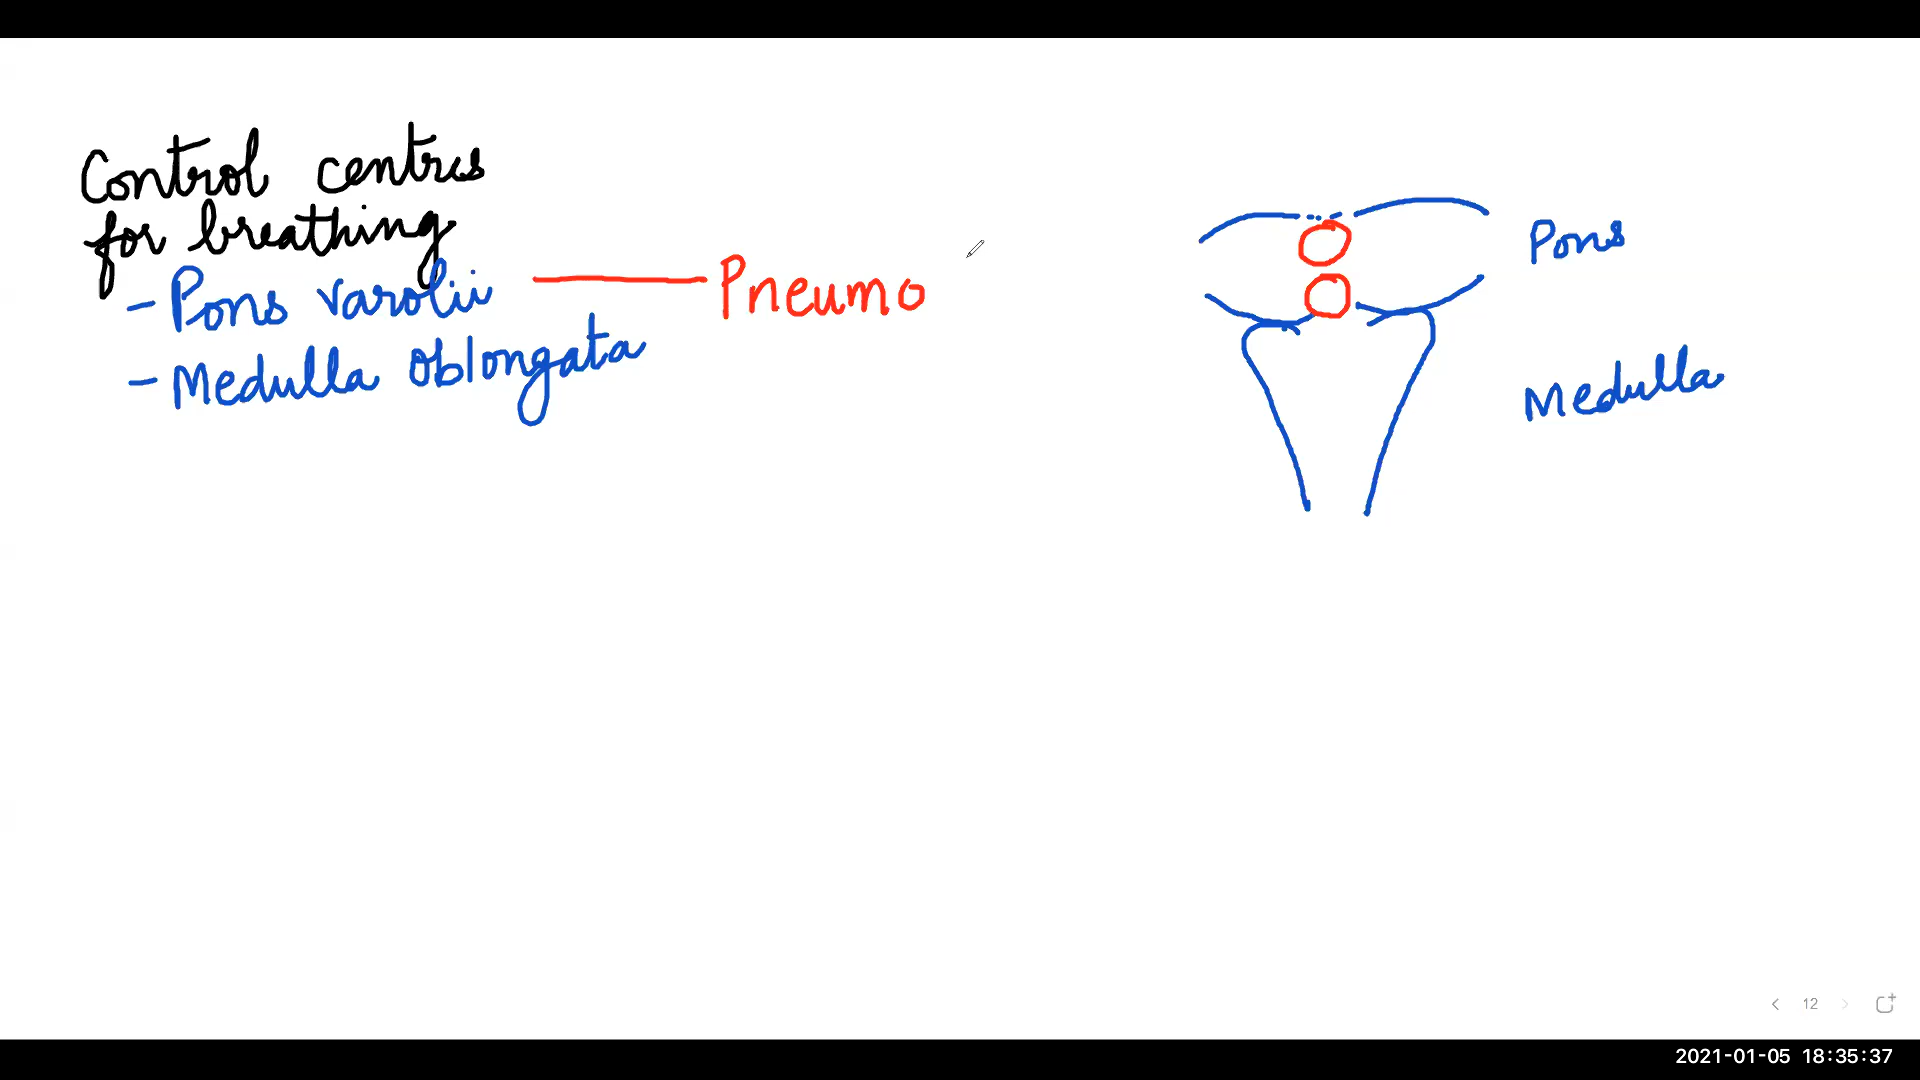 Control centres
for breathing
- Pons varolii — Pneumo
- Medulla oblongata
Pons
Medulla
12
2021-01-05 18:35:37